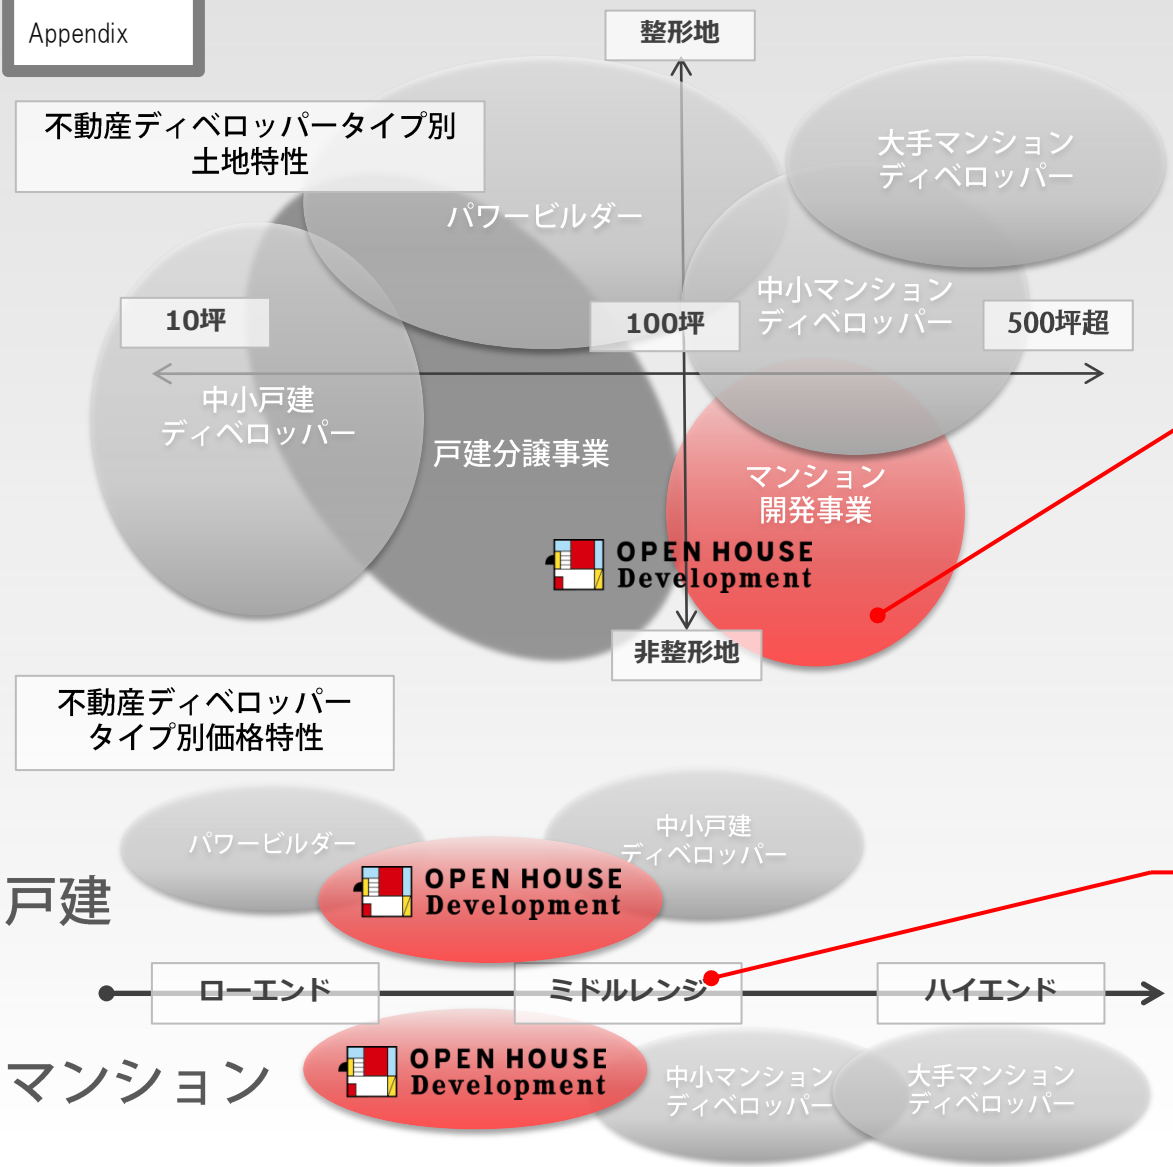 Appendix
整形地
不動産ディベロッパータイプ別
土地特性
大手マンション
ディベロッパー
パワービルダー
中小マンション
ディベロッパー
10坪
100坪
500坪超
中小戸建
ディベロッパー
戸建分譲事業
マンション
開発事業
OPEN HOUSE
Development
非整形地
不動産ディベロッパー
タイプ別価格特性
パワービルダー
中小戸建
ディベロッパー
OPEN HOUSE
Development
戸建
ローエンド
ミドルレンジ
ハイエンド
マンション
OPEN HOUSE
Development
中小マンション
ディベロッパー
大手マンション
ディベロッパー